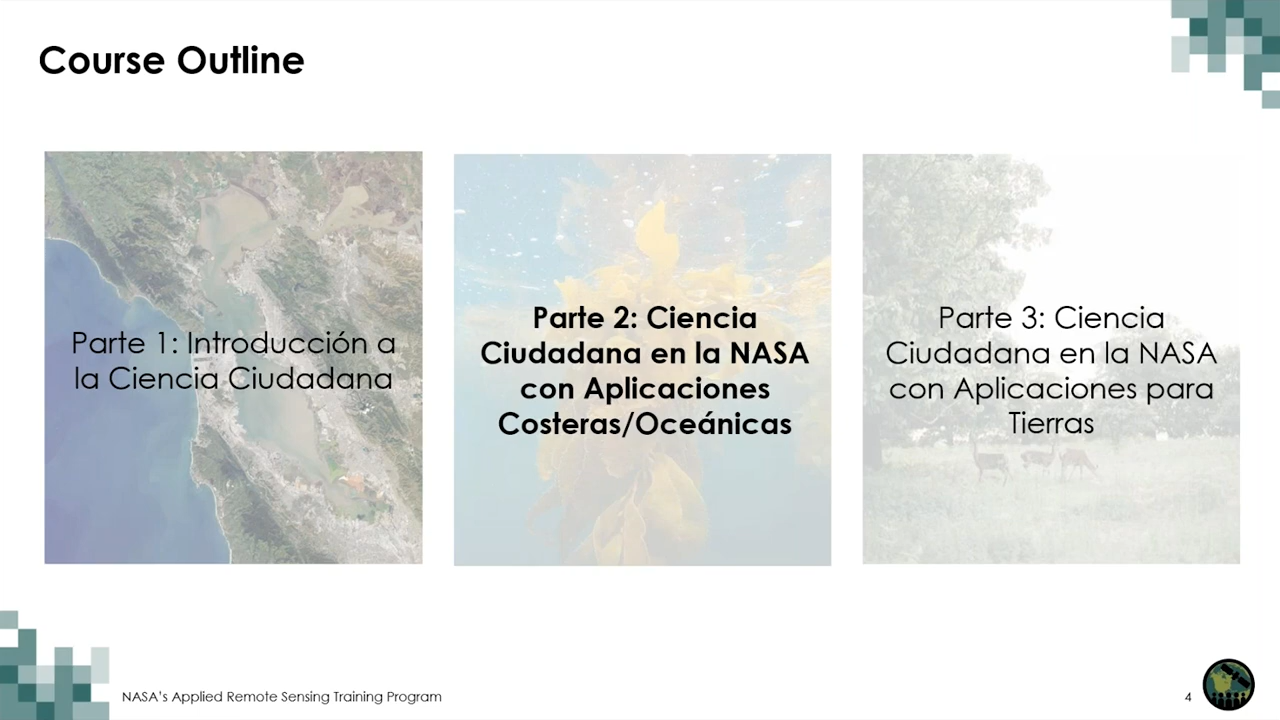 Course Outline
Parte 1: Introducción a
la Ciencia Ciudadana
Parte 2: Ciencia
Ciudadana en la NASA
con Aplicaciones
Costeras/Oceánicas
Parte 3: Ciencia
Ciudadana en la NASA
con Aplicaciones para
Tierras
NASA's Applied Remote Sensing Training Program
4